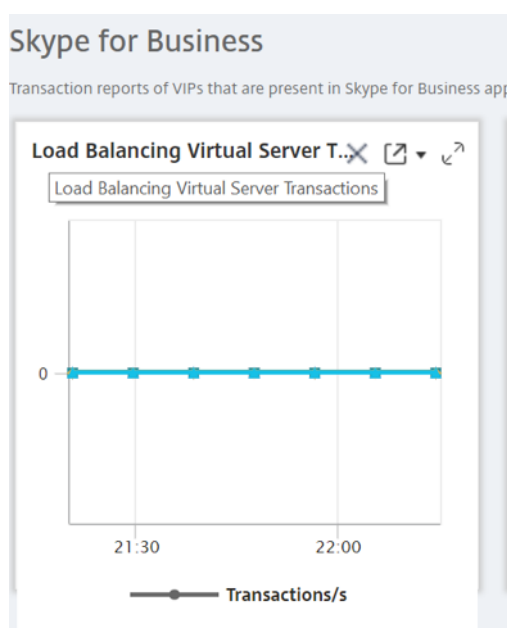 Skype for Business
Transaction reports of VIPs that are present in Skype for Business app
Load Balancing Virtual Server T...
Load Balancing Virtual Server Transactions
0
21:30 22:00
Transactions/s